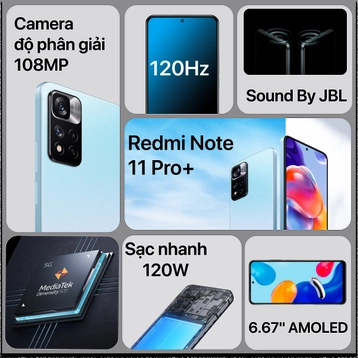 Camera
độ phân giải
108MP
120Hz
Sound By JBL
Redmi Note
11 Pro+
5G
MediaTek
Sạc nhanh
120W
6.67" AMOLED